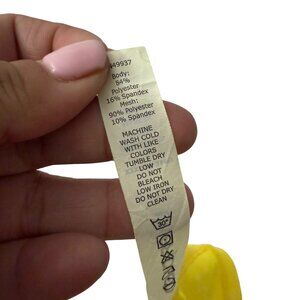 49937
Body:
84%
Polyester
16% Spandex
Mesh:
90% Polyester
10% Spandex
MACHINE
WASH COLD
WITH LIKE
COLORS
TUMBLE DRY
LOW
DO NOT
BLEACH
LOW IRON
DO NOT DRY
CLEAN
30°